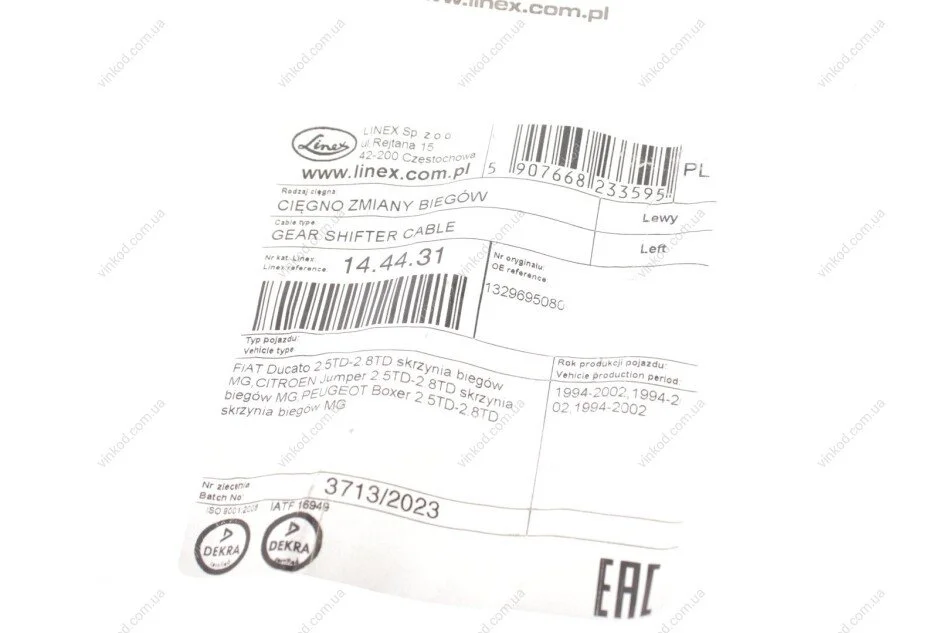 www.linex.com.pl
Linex
LINEX Sp. z o o
ul. Rejtana 15
42-200 Częstochowa
www.linex.com.pl
5 907668 233595
PL
Rodzaj cięgna
CIĘGNO ZMIANY BIEGÓW
Lewy
Cable type
GEAR SHIFTER CABLE
Left
Nr kat. Linex
Linex reference
14.44.31
Nr oryginału
OE reference
1329695080
Typ pojazdu:
Vehicle type
FIAT Ducato 2.5TD-2.8TD skrzynia biegów
MG,CITROEN Jumper 2.5TD-2.8TD skrzynia
biegów MG,PEUGEOT Boxer 2.5TD-2.8TD
skrzynia biegów MG
Rok produkcji pojazdu:
Vehicle production period:
1994-2002,1994-2
02,1994-2002
Nr zlecenia
Batch No
3713/2023
ISO 9001:2008
IATF 16949
DEKRA
DEKRA
EAC
vinkod.com.ua